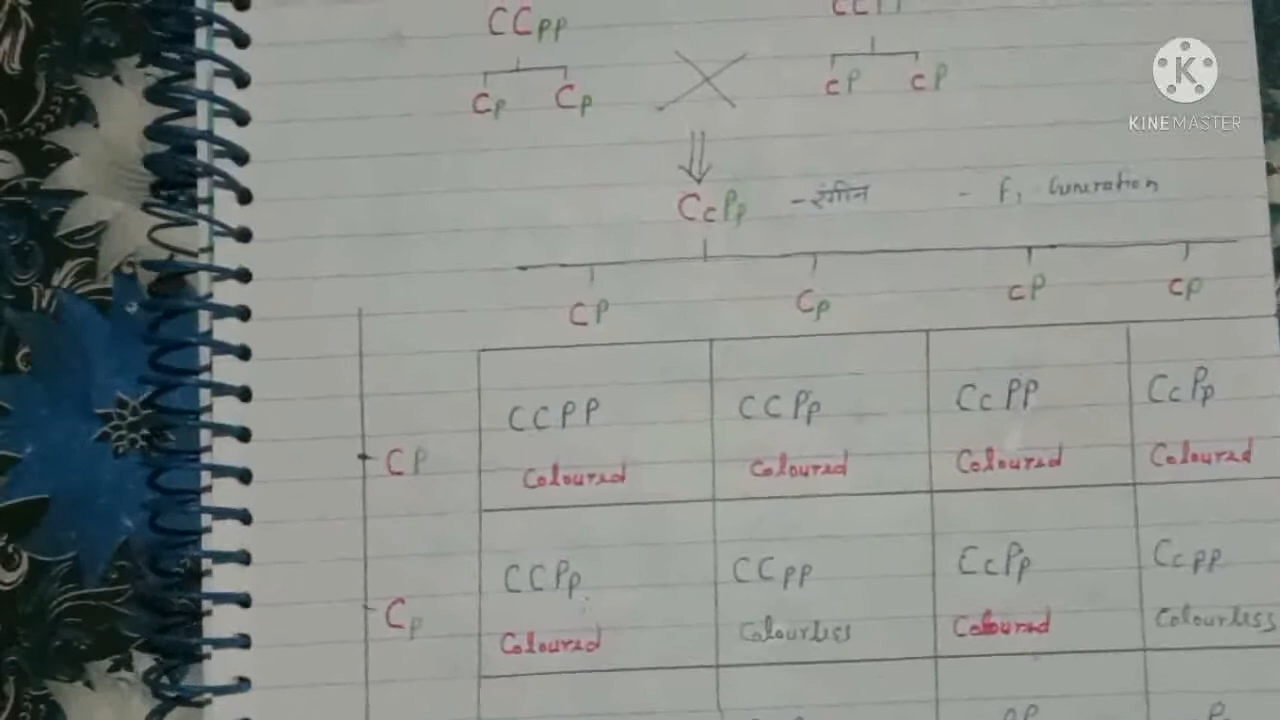 CCpp
Cp Cp cP cP
KINEMASTER
CcPp - रंगीन - F₁ Generation
CP Cp cP cp
CCPP CCPp CcPP CcPp
CP Coloured Coloured Coloured Coloured
CCPp CCpp CcPp Ccpp
Cp Coloured Colourless Coloured Colourless